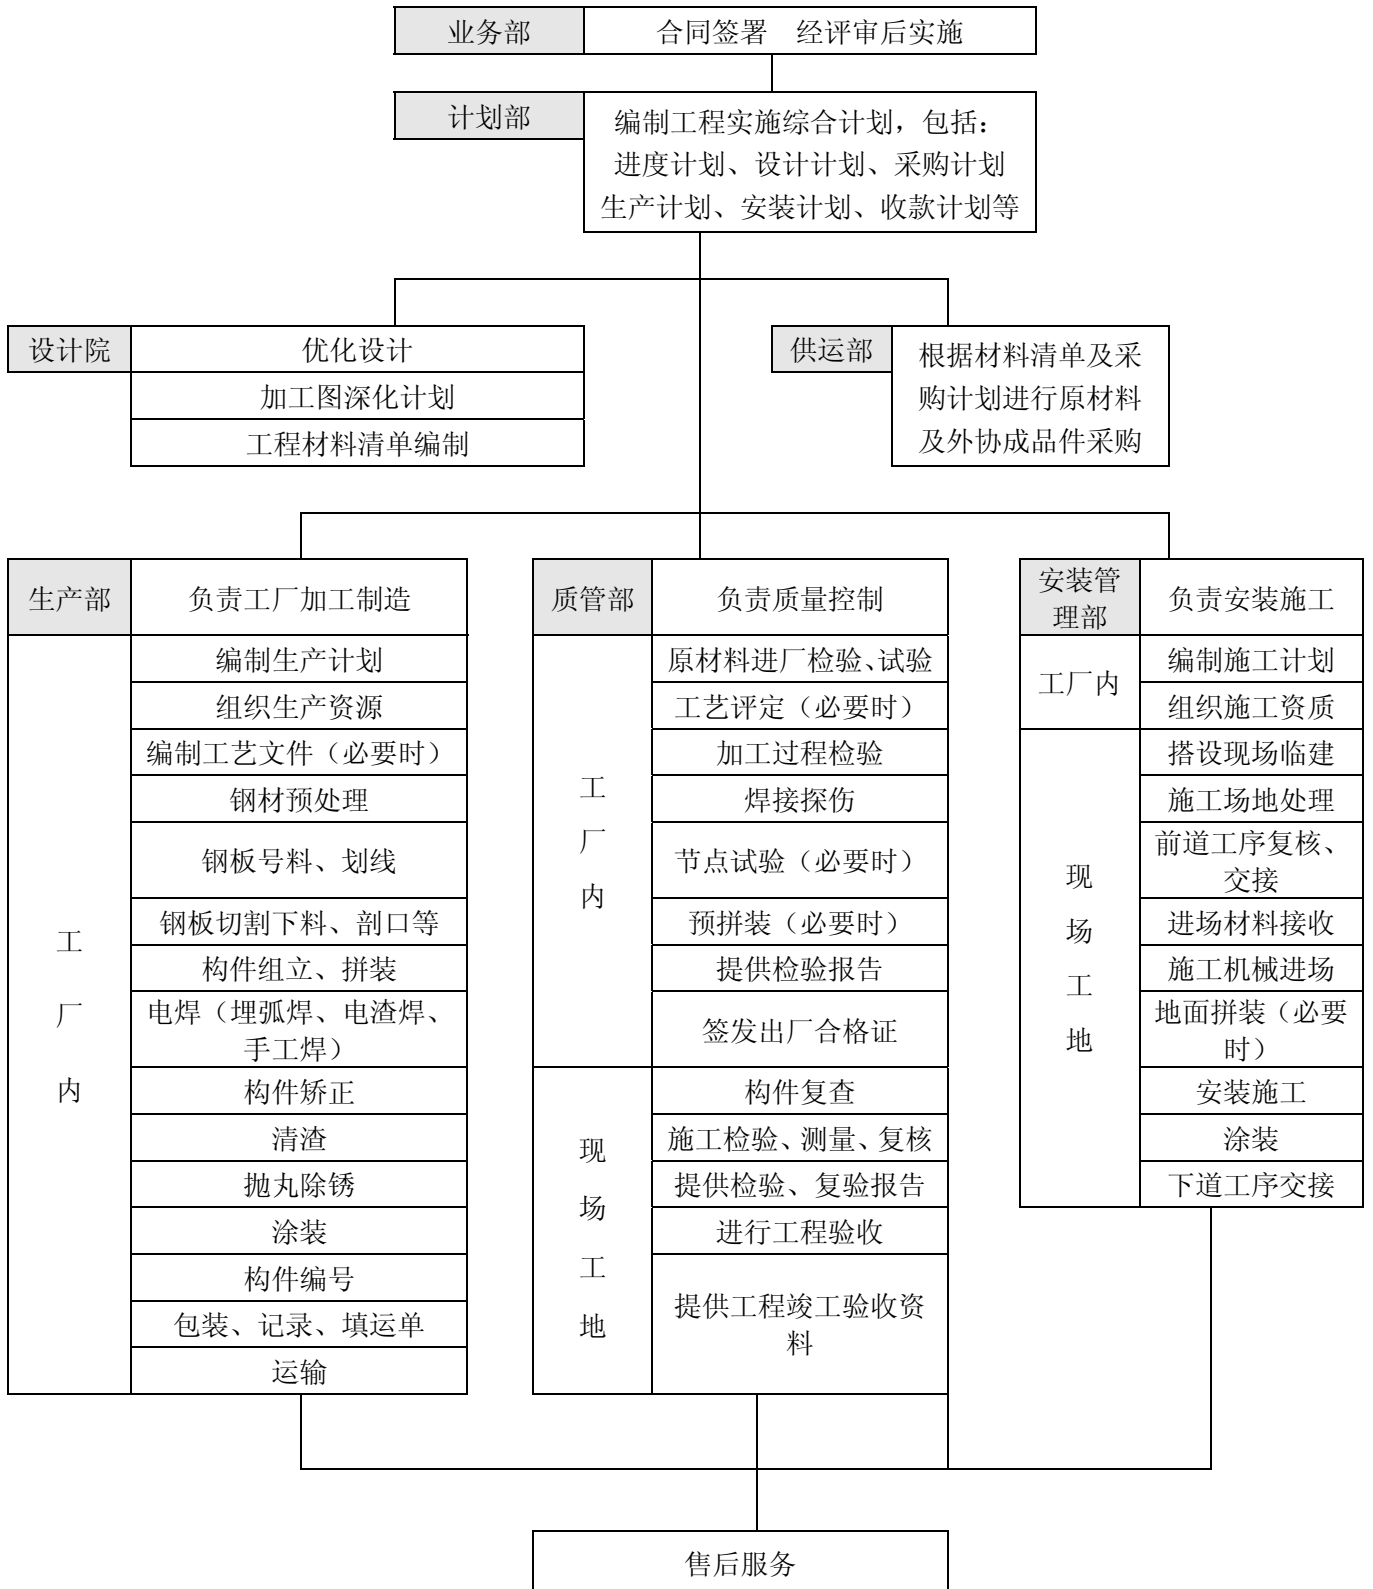 业务部
合同签署　经评审后实施
计划部
编制工程实施综合计划，包括：
进度计划、设计计划、采购计划
生产计划、安装计划、收款计划等
设计院
优化设计
加工图深化计划
工程材料清单编制
供运部
根据材料清单及采
购计划进行原材料
及外协成品件采购
生产部
负责工厂加工制造
工
厂
内
编制生产计划
组织生产资源
编制工艺文件（必要时）
钢材预处理
钢板号料、划线
钢板切割下料、剖口等
构件组立、拼装
电焊（埋弧焊、电渣焊、
手工焊）
构件矫正
清渣
抛丸除锈
涂装
构件编号
包装、记录、填运单
运输
质管部
负责质量控制
工
厂
内
原材料进厂检验、试验
工艺评定（必要时）
加工过程检验
焊接探伤
节点试验（必要时）
预拼装（必要时）
提供检验报告
签发出厂合格证
现
场
工
地
构件复查
施工检验、测量、复核
提供检验、复验报告
进行工程验收
提供工程竣工验收资
料
安装管
理部
负责安装施工
工厂内
编制施工计划
组织施工资质
现
场
工
地
搭设现场临建
施工场地处理
前道工序复核、
交接
进场材料接收
施工机械进场
地面拼装（必要
时）
安装施工
涂装
下道工序交接
售后服务